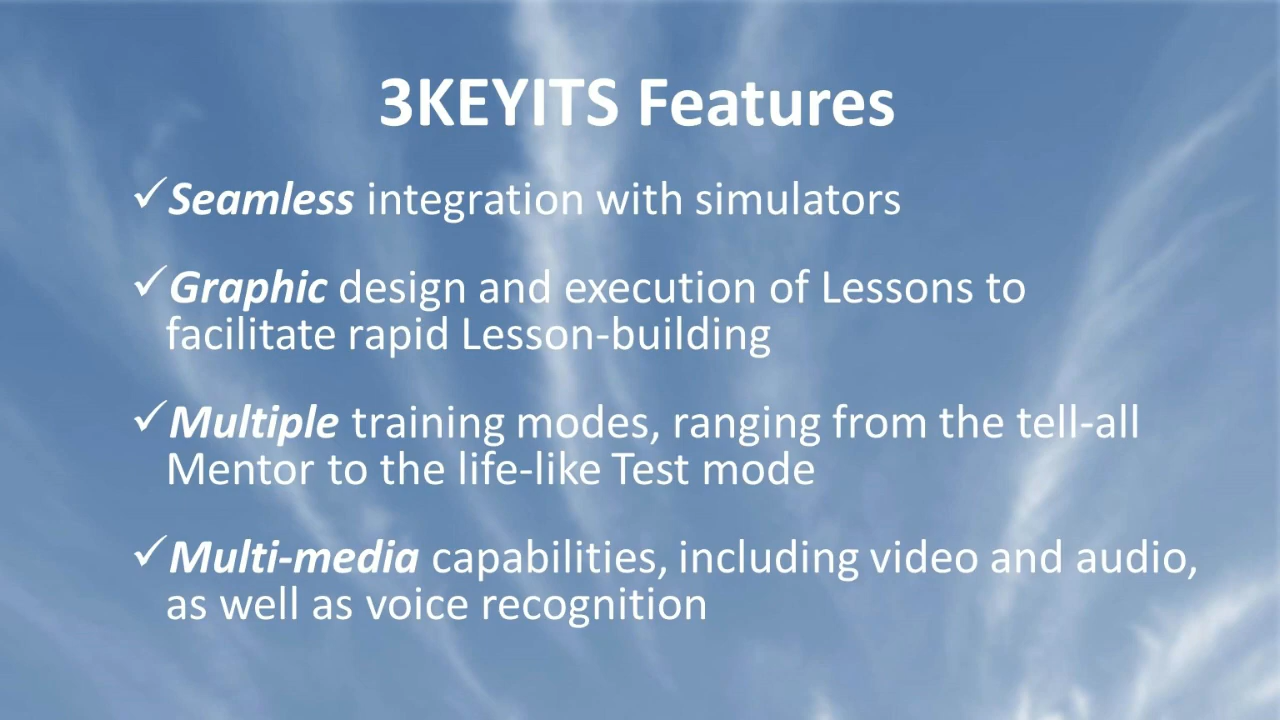 3KEYITS Features
✓Seamless integration with simulators
✓Graphic design and execution of Lessons to
facilitate rapid Lesson-building
✓Multiple training modes, ranging from the tell-all
Mentor to the life-like Test mode
✓Multi-media capabilities, including video and audio,
as well as voice recognition